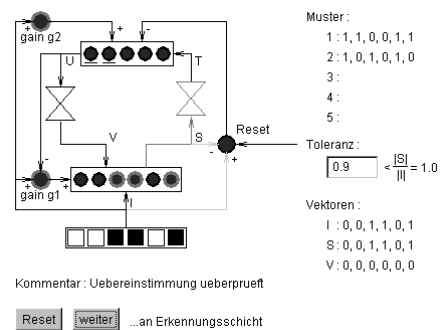 gain g2
+
+
-
U
T
V
S
Reset
-
+
-
+
+
gain g1
I
Muster :
1 : 1, 1, 0, 0, 1, 1
2 : 1, 0, 1, 0, 1, 0
3 :
4 :
5 :
Toleranz :
0.9 < |S| / |I| = 1.0
Vektoren :
I : 0, 0, 1, 1, 0, 1
S : 0, 0, 1, 1, 0, 1
V : 0, 0, 0, 0, 0, 0
Kommentar : Uebereinstimmung ueberprueft
Reset weiter ...an Erkennungsschicht